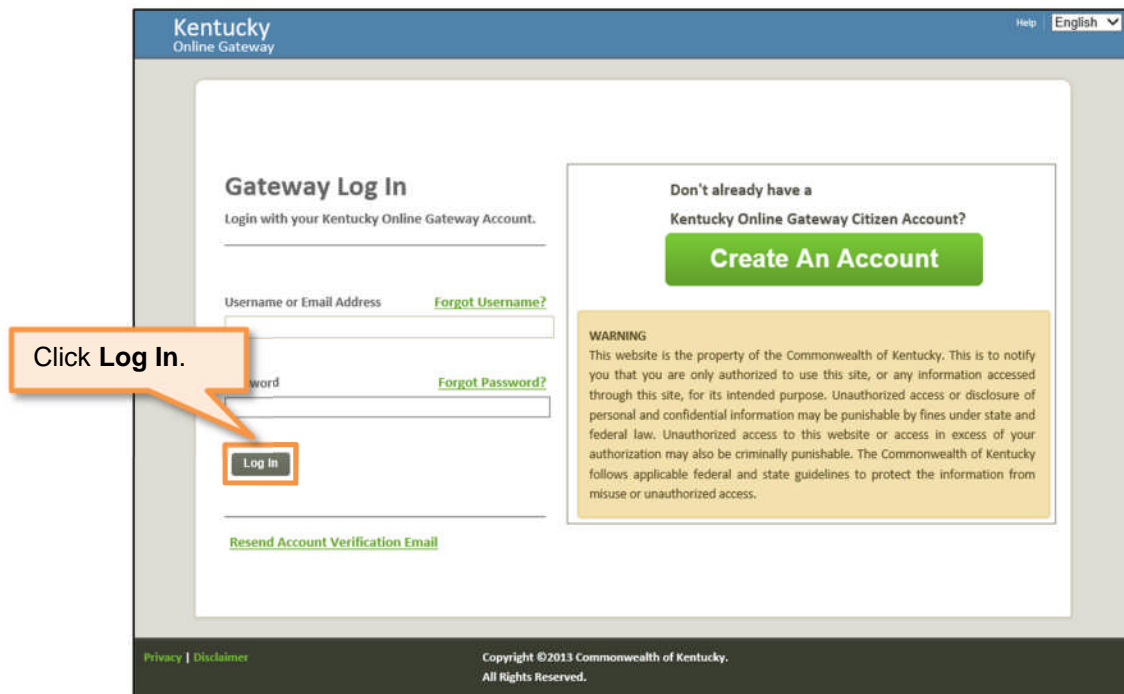 Kentucky
Online Gateway
Help
English
Gateway Log In
Login with your Kentucky Online Gateway Account.
Username or Email Address
Forgot Username?
Click Log In.
word
Forgot Password?
Log In
Resend Account Verification Email
Don't already have a
Kentucky Online Gateway Citizen Account?
Create An Account
WARNING
This website is the property of the Commonwealth of Kentucky. This is to notify
you that you are only authorized to use this site, or any information accessed
through this site, for its intended purpose. Unauthorized access or disclosure of
personal and confidential information may be punishable by fines under state and
federal law. Unauthorized access to this website or access in excess of your
authorization may also be criminally punishable. The Commonwealth of Kentucky
follows applicable federal and state guidelines to protect the information from
misuse or unauthorized access.
Privacy | Disclaimer
Copyright ©2013 Commonwealth of Kentucky.
All Rights Reserved.